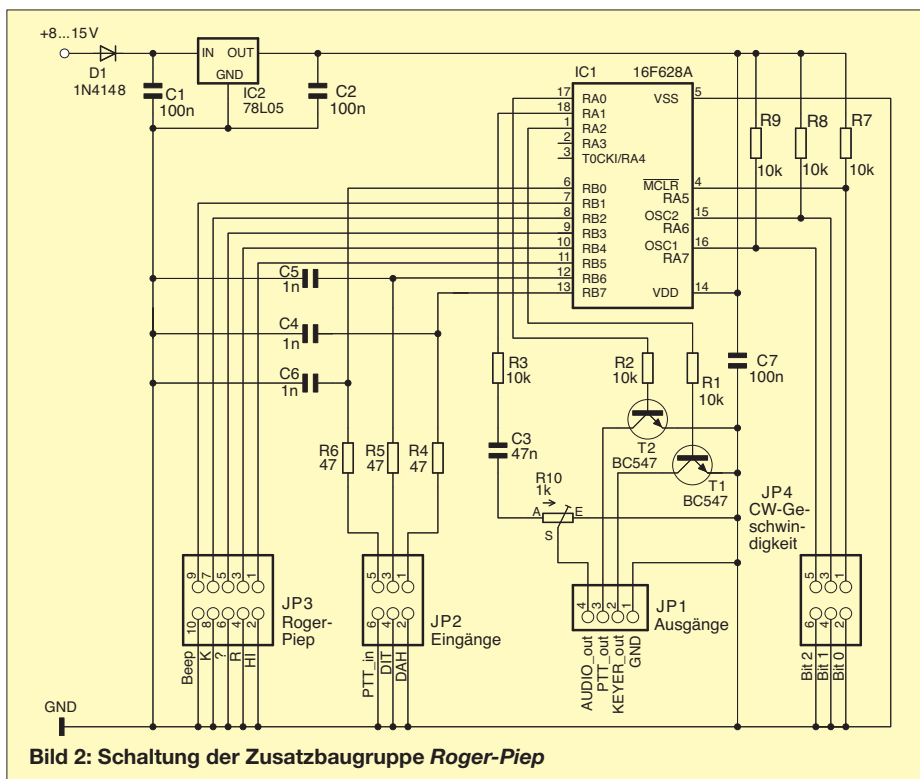 +8...15V
D1
1N4148
C1
100n
IN OUT
GND
IC2
78L05
C2
100n
IC1 16F628A
17 RA0
18 RA1
1 RA2
2 RA3
3 T0CKI/RA4
6 RB0
7 RB1
8 RB2
9 RB3
10 RB4
11 RB5
12 RB6
13 RB7
VSS 5
MCLR 4
RA5
OSC2 15
RA6
OSC1 16
RA7
VDD 14
R9
10k
R8
10k
R7
10k
C5
1n
C4
1n
C6
1n
R3
10k
R2
10k
R1
10k
C7
100n
C3
47n
T2
BC547
T1
BC547
R10
1k
A E
S
R6
47
R5
47
R4
47
JP4
CW-Ge-
schwin-
digkeit
9 7 5 3 1
10 8 6 4 2
JP3
Roger-
Piep
Beep
K
?
R
HI
5 3 1
6 4 2
JP2
Eingänge
PTT_in
DIT
DAH
4 3 2 1
JP1
Ausgänge
AUDIO_out
PTT_out
KEYER_out
GND
5 3 1
6 4 2
Bit 2
Bit 1
Bit 0
GND
Bild 2: Schaltung der Zusatzbaugruppe Roger-Piep